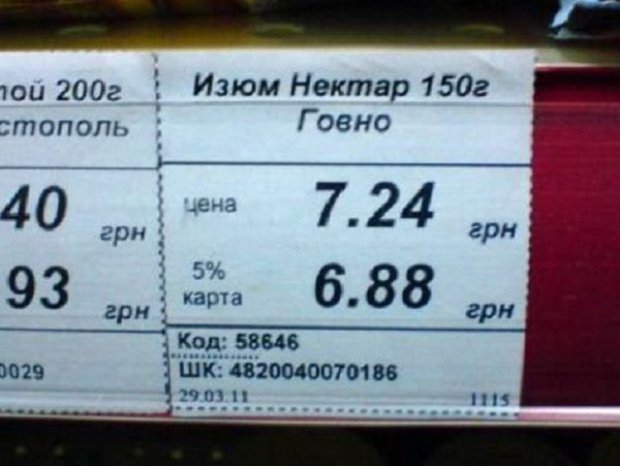 той 200г
стополь
40 грн
93 грн
0029
Изюм Нектар 150г
Говно
цена 7.24 грн
5% карта 6.88 грн
Код: 58646
ШК: 4820040070186
29.03.11 1115